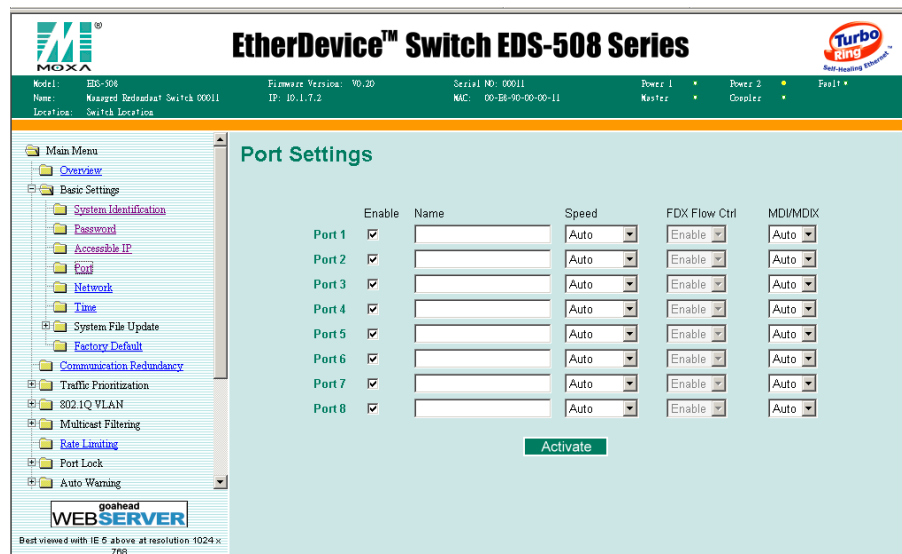 MOXA ®
EtherDevice™ Switch EDS-508 Series
Turbo Ring
Self-Healing Ethernet
Model: EDS-508 Firmware Version: V0.20 Serial NO: 00011 Power 1 Power 2 Fault
Name: Managed Redundant Switch 00011 IP: 10.1.7.2 MAC: 00-E8-90-00-00-11 Master Coupler
Location: Switch Location
Main Menu
Overview
Basic Settings
System Identification
Password
Accessible IP
Port
Network
Time
System File Update
Factory Default
Communication Redundancy
Traffic Prioritization
802.1Q VLAN
Multicast Filtering
Rate Limiting
Port Lock
Auto Warning
goahead
WEBSERVER
Best viewed with IE 5 above at resolution 1024 x
768
Port Settings
Enable Name Speed FDX Flow Ctrl MDI/MDIX
Port 1 Auto Enable Auto
Port 2 Auto Enable Auto
Port 3 Auto Enable Auto
Port 4 Auto Enable Auto
Port 5 Auto Enable Auto
Port 6 Auto Enable Auto
Port 7 Auto Enable Auto
Port 8 Auto Enable Auto
Activate